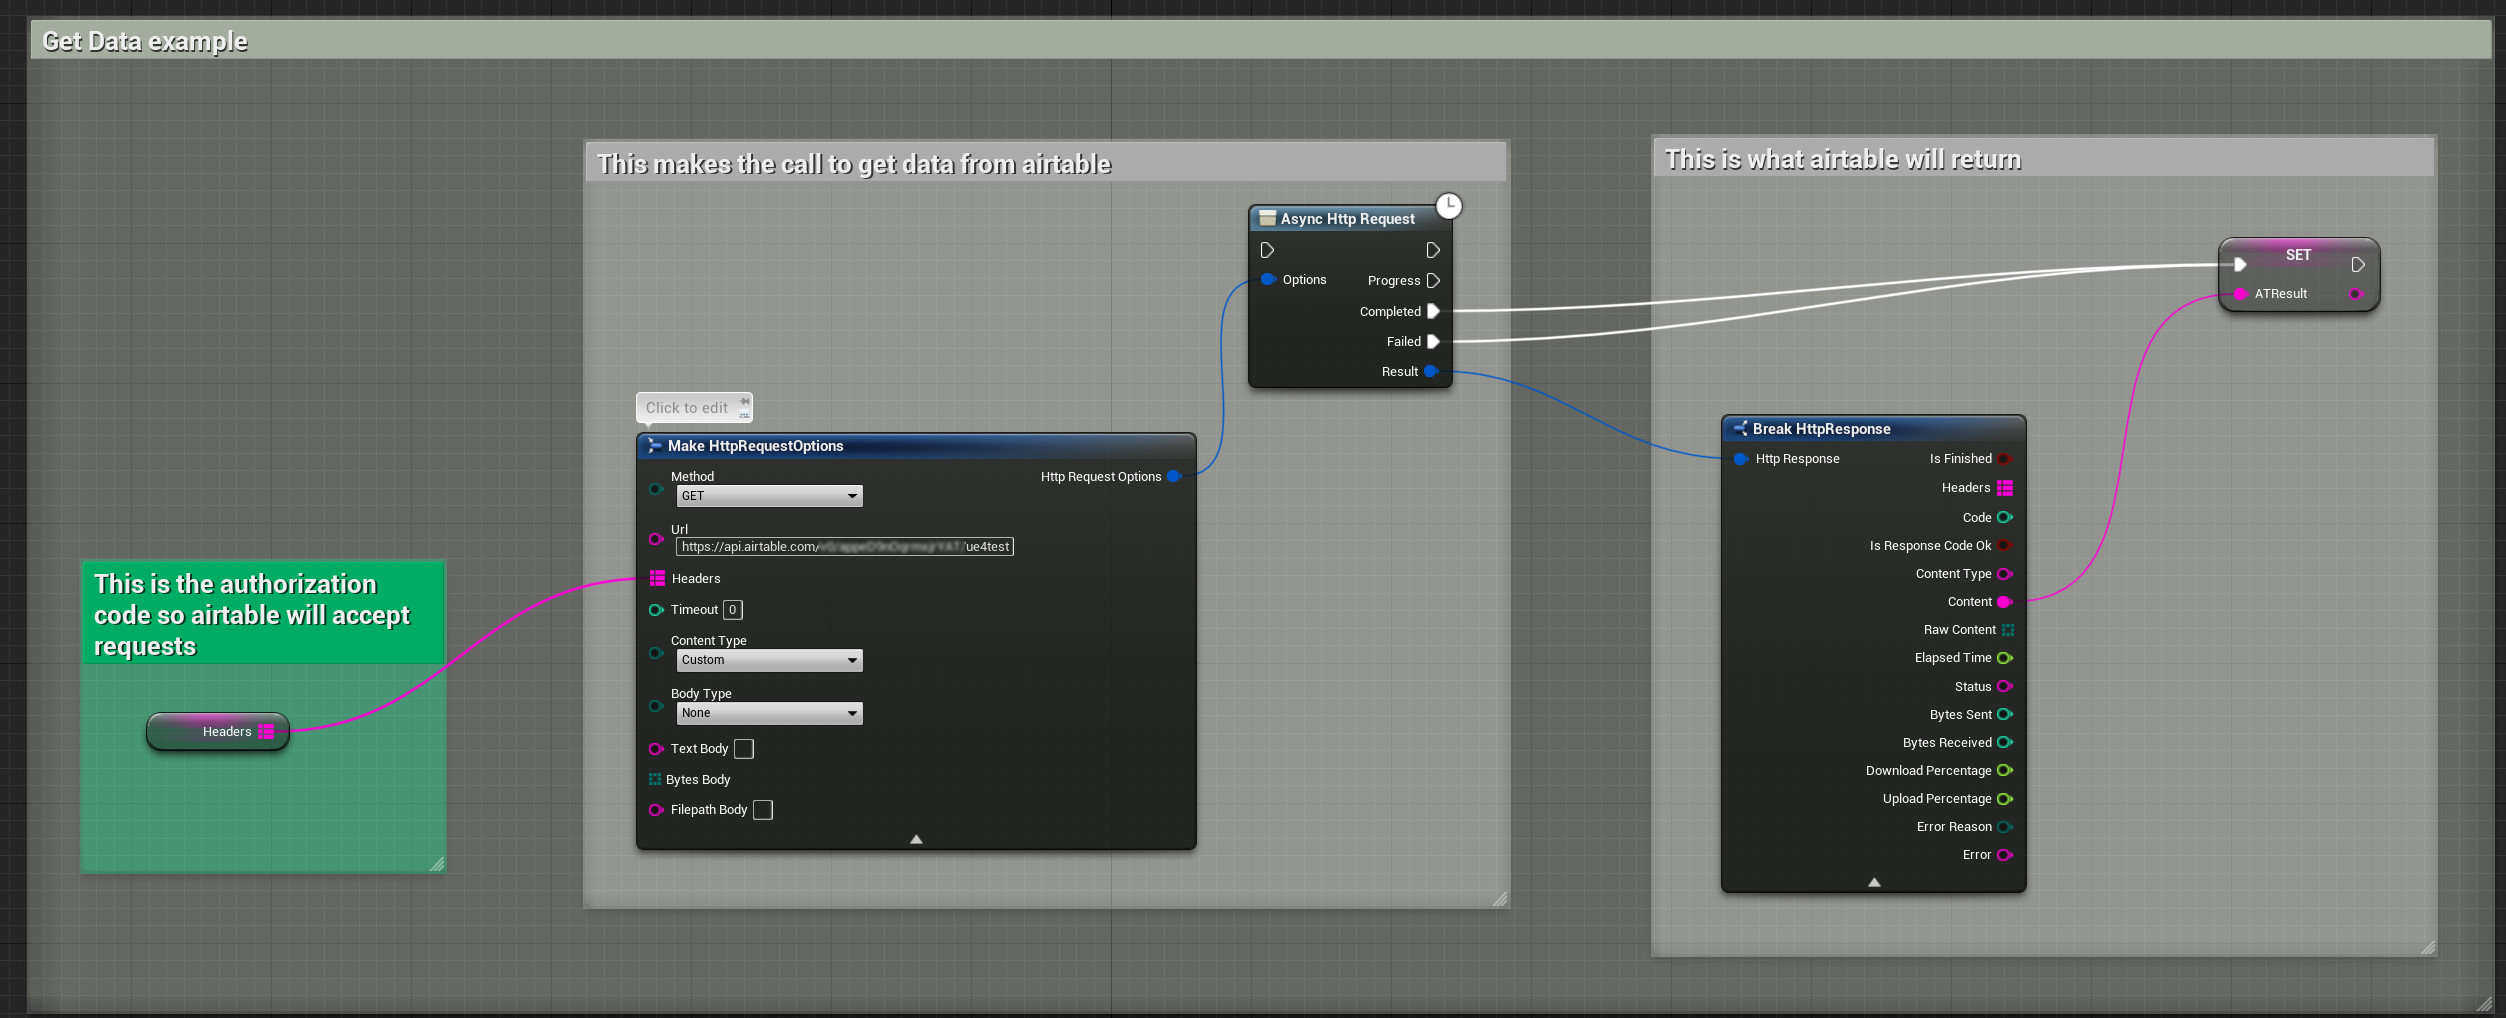 Get Data example
This makes the call to get data from airtable
This is what airtable will return
Async Http Request
Options
Progress
Completed
Failed
Result
SET
ATResult
Click to edit
Make HttpRequestOptions
Method
GET
Http Request Options
Url
https://api.airtable.com/ ue4test
Headers
Timeout 0
Content Type
Custom
Body Type
None
Text Body
Bytes Body
Filepath Body
Break HttpResponse
Http Response
Is Finished
Headers
Code
Is Response Code Ok
Content Type
Content
Raw Content
Elapsed Time
Status
Bytes Sent
Bytes Received
Download Percentage
Upload Percentage
Error Reason
Error
This is the authorization
code so airtable will accept
requests
Headers